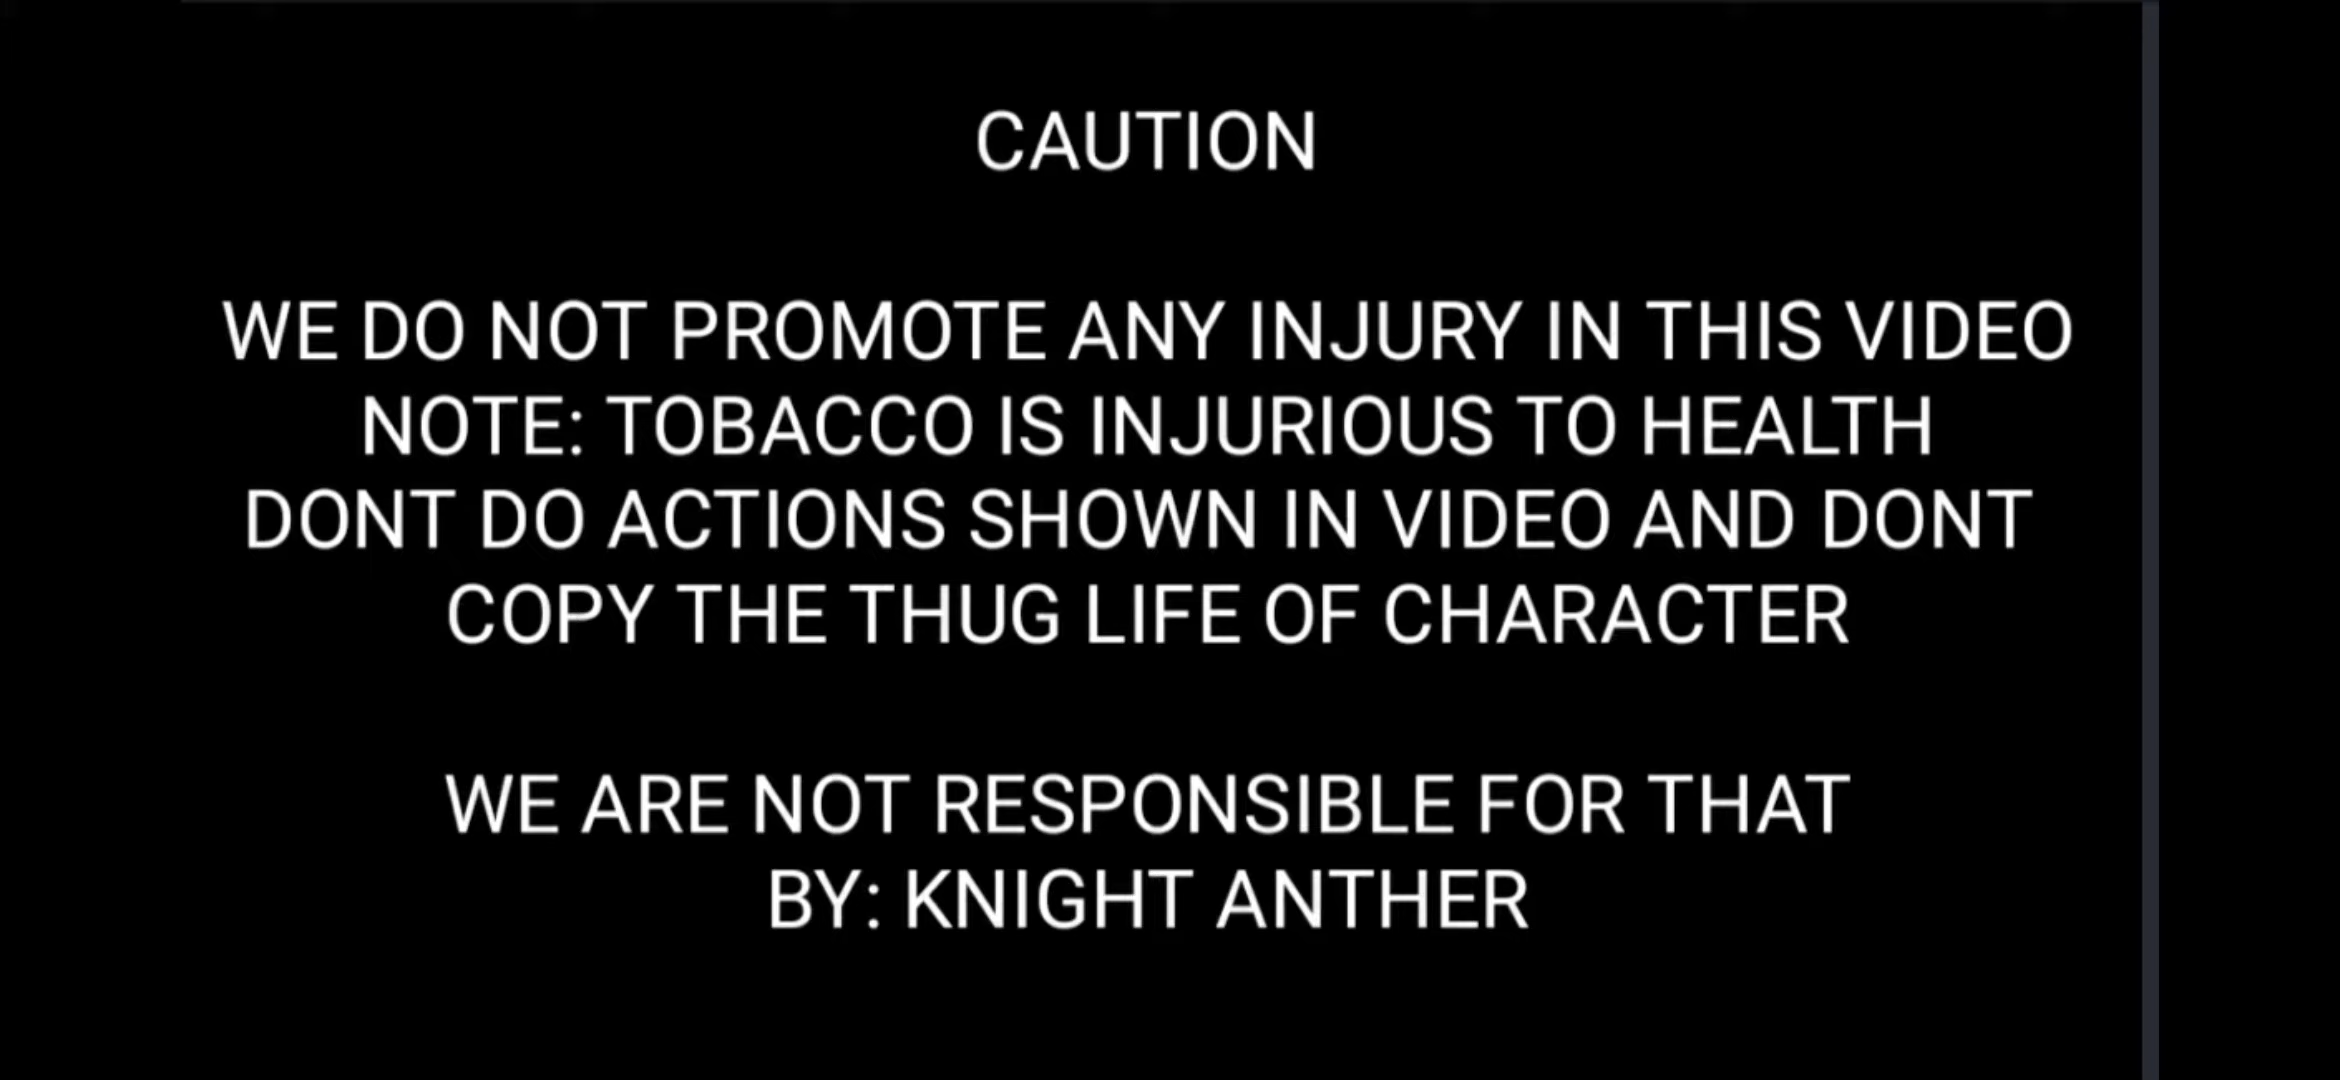 CAUTION
WE DO NOT PROMOTE ANY INJURY IN THIS VIDEO
NOTE: TOBACCO IS INJURIOUS TO HEALTH
DONT DO ACTIONS SHOWN IN VIDEO AND DONT
COPY THE THUG LIFE OF CHARACTER
WE ARE NOT RESPONSIBLE FOR THAT
BY: KNIGHT ANTHER